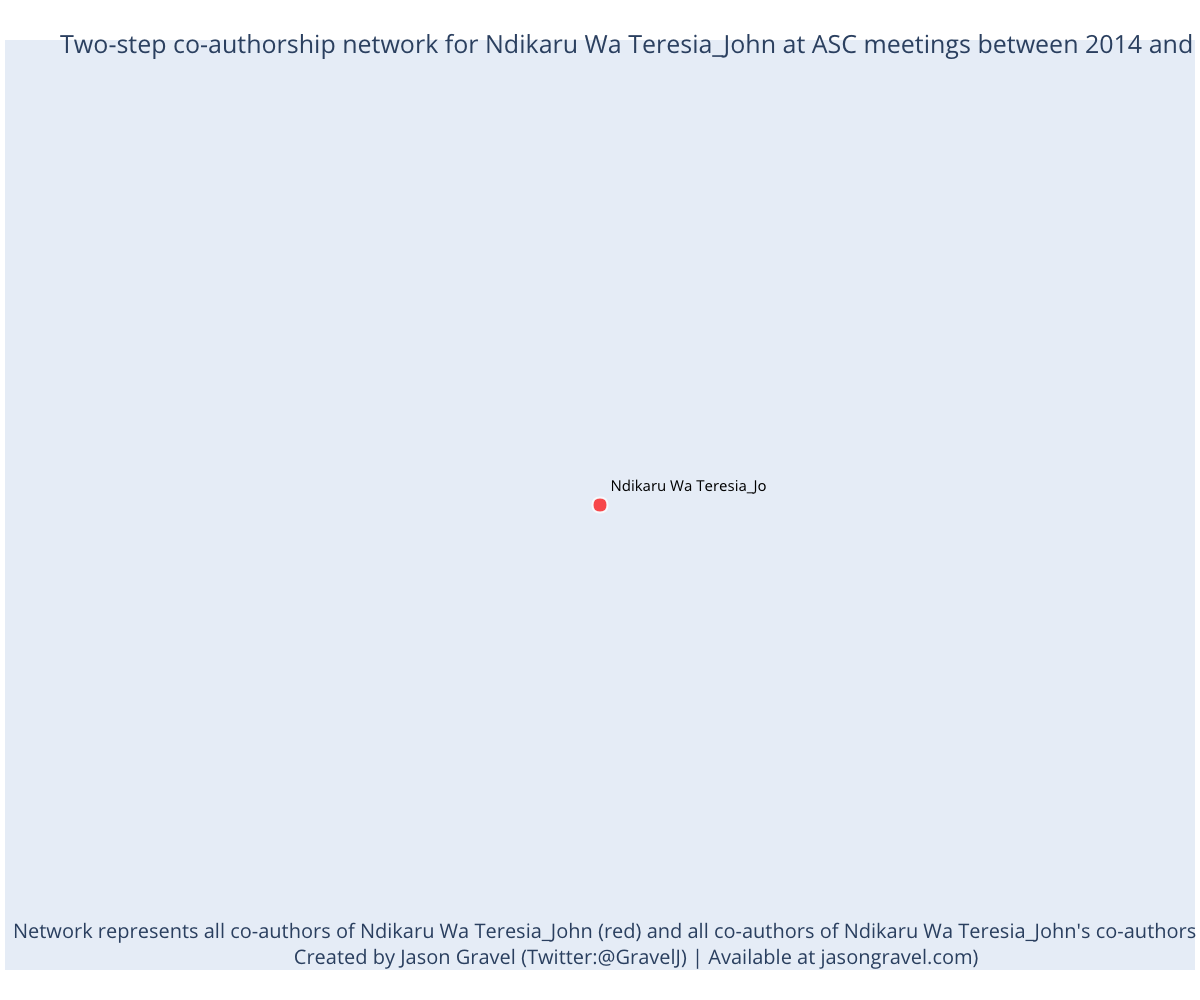 Two-step co-authorship network for Ndikaru Wa Teresia_John at ASC meetings between 2014 and
Ndikaru Wa Teresia_Jo
Network represents all co-authors of Ndikaru Wa Teresia_John (red) and all co-authors of Ndikaru Wa Teresia_John's co-authors
Created by Jason Gravel (Twitter:@GravelJ) | Available at jasongravel.com)